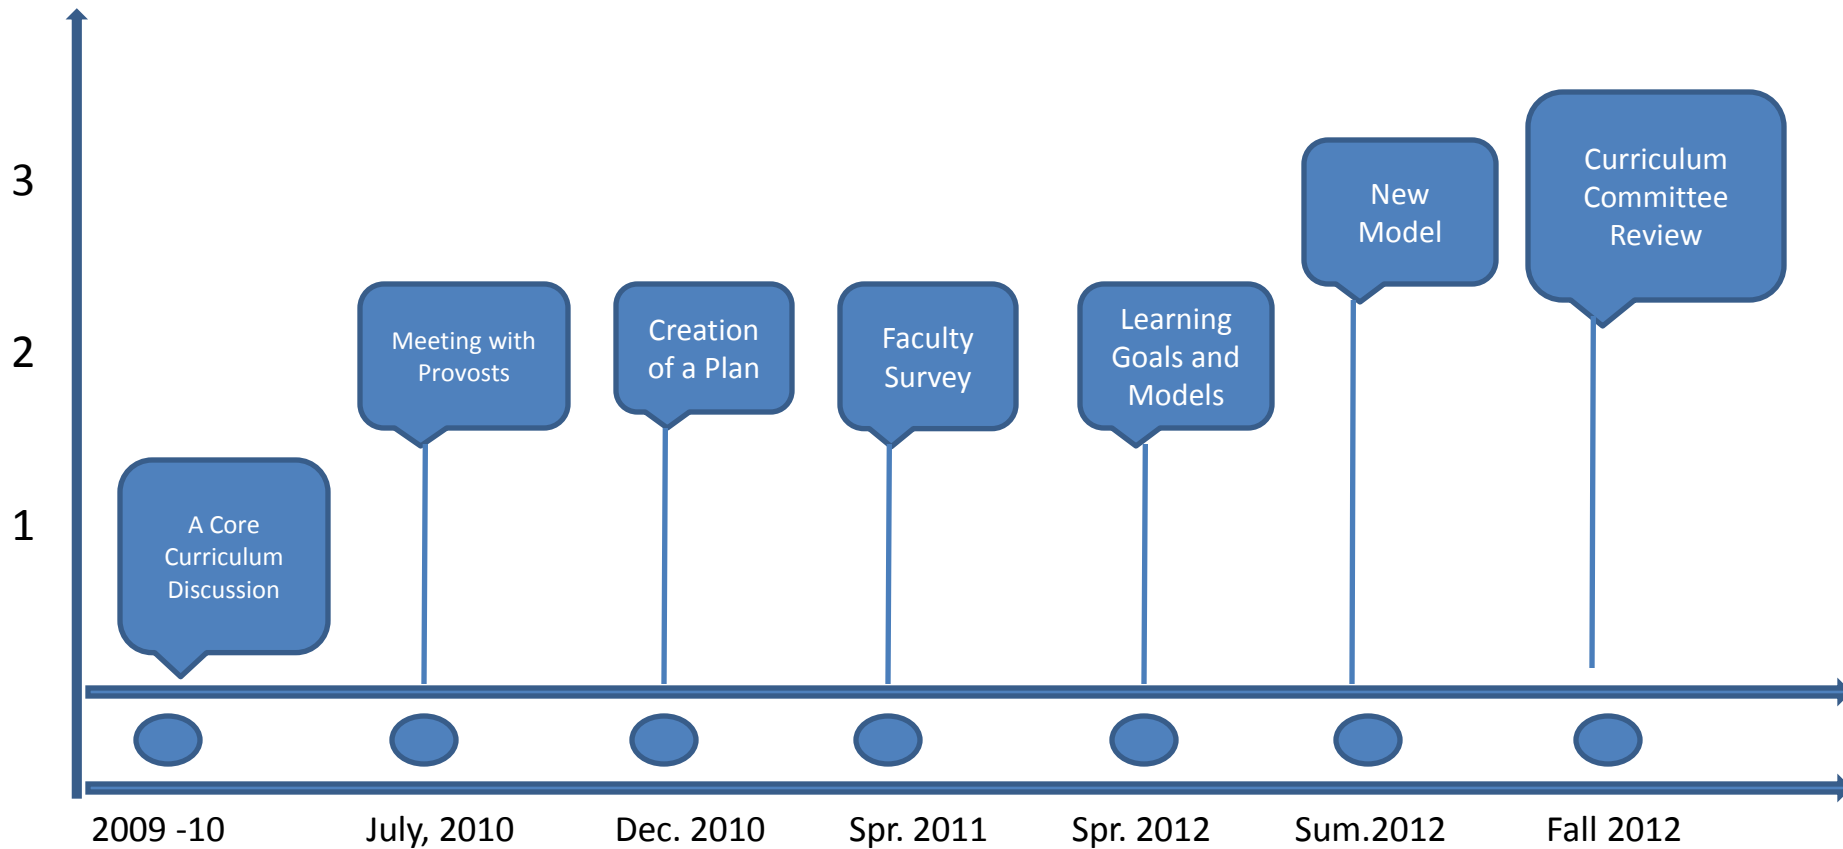 3
2
1
A Core
Curriculum
Discussion
Meeting with
Provosts
Creation
of a Plan
Faculty
Survey
Learning
Goals and
Models
New
Model
Curriculum
Committee
Review
2009 -10
July, 2010
Dec. 2010
Spr. 2011
Spr. 2012
Sum.2012
Fall 2012